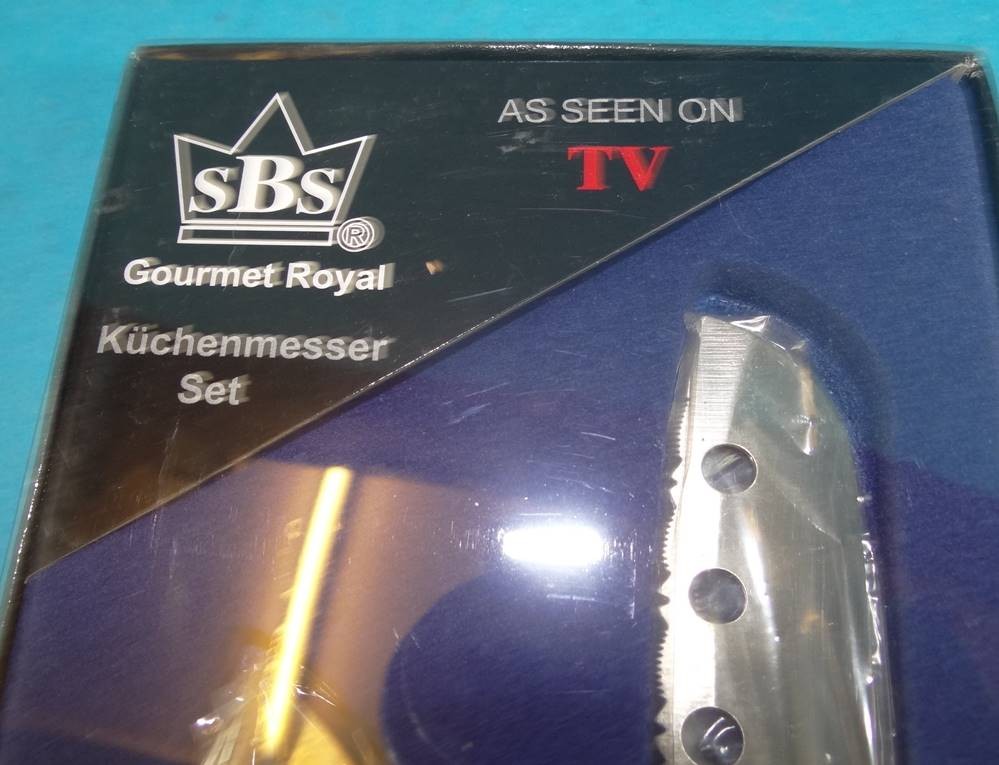 sBs
®
Gourmet Royal
Küchenmesser
Set
AS SEEN ON
TV